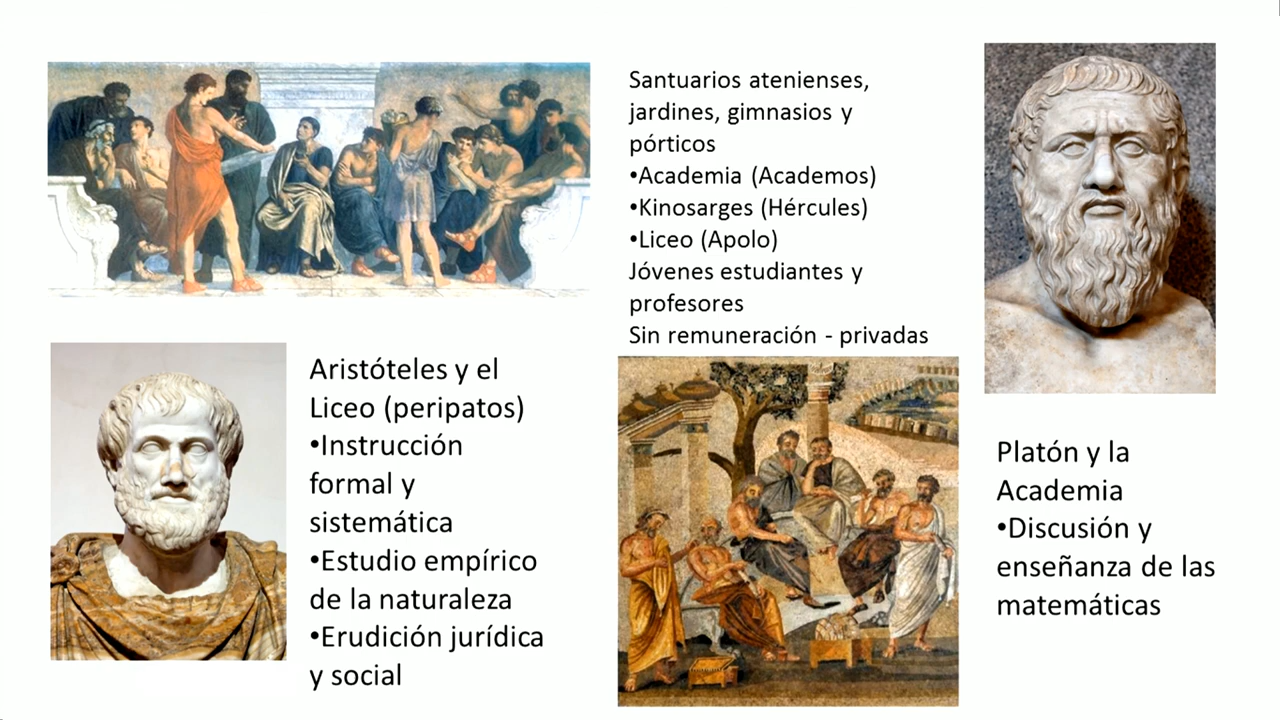 Santuarios atenienses,
jardines, gimnasios y
pórticos
•Academia (Academos)
•Kinosarges (Hércules)
•Liceo (Apolo)
Jóvenes estudiantes y
profesores
Sin remuneración - privadas
Aristóteles y el
Liceo (peripatos)
•Instrucción
formal y
sistemática
•Estudio empírico
de la naturaleza
•Erudición jurídica
y social
Platón y la
Academia
•Discusión y
enseñanza de las
matemáticas